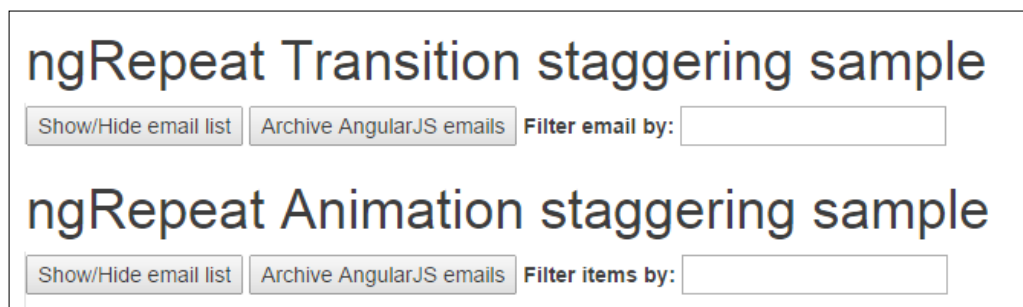 ngRepeat Transition staggering sample
Show/Hide email list Archive AngularJS emails Filter email by:
ngRepeat Animation staggering sample
Show/Hide email list Archive AngularJS emails Filter items by: